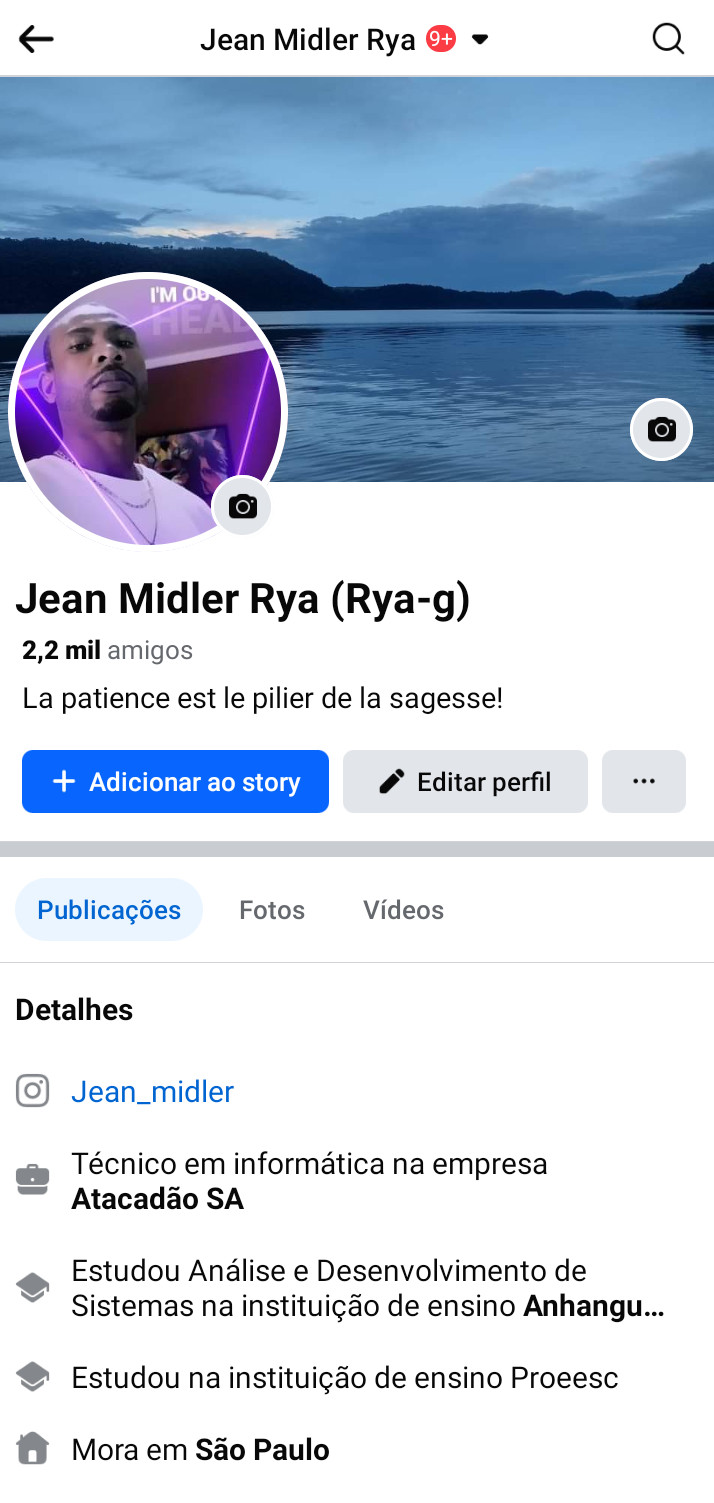 Jean Midler Rya 9+
I'M OU
HEAD
Jean Midler Rya (Rya-g)
2,2 mil amigos
La patience est le pilier de la sagesse!
+ Adicionar ao story
Editar perfil
...
Publicações
Fotos
Vídeos
Detalhes
Jean_midler
Técnico em informática na empresa
Atacadão SA
Estudou Análise e Desenvolvimento de
Sistemas na instituição de ensino Anhangu...
Estudou na instituição de ensino Proeesc
Mora em São Paulo